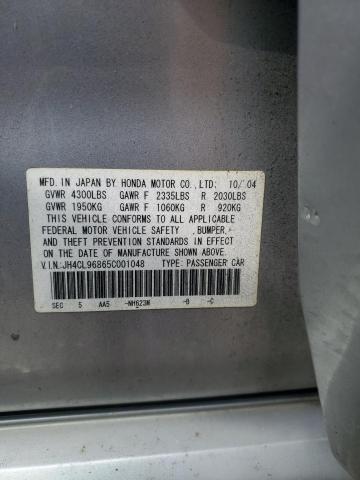 MFD. IN JAPAN BY HONDA MOTOR CO., LTD. 10/'04
GVWR 4300LBS GAWR F 2335LBS R 2030LBS
GVWR 1950KG GAWR F 1060KG R 920KG
THIS VEHICLE CONFORMS TO ALL APPLICABLE
FEDERAL MOTOR VEHICLE SAFETY, BUMPER,
AND THEFT PREVENTION STANDARDS IN EFFECT
ON THE DATE OF MANUFACTURE SHOWN ABOVE.
V.I.N:JH4CL96865C001048 TYPE: PASSENGER CAR
SEC 5 AA5 -NH623M -B -C